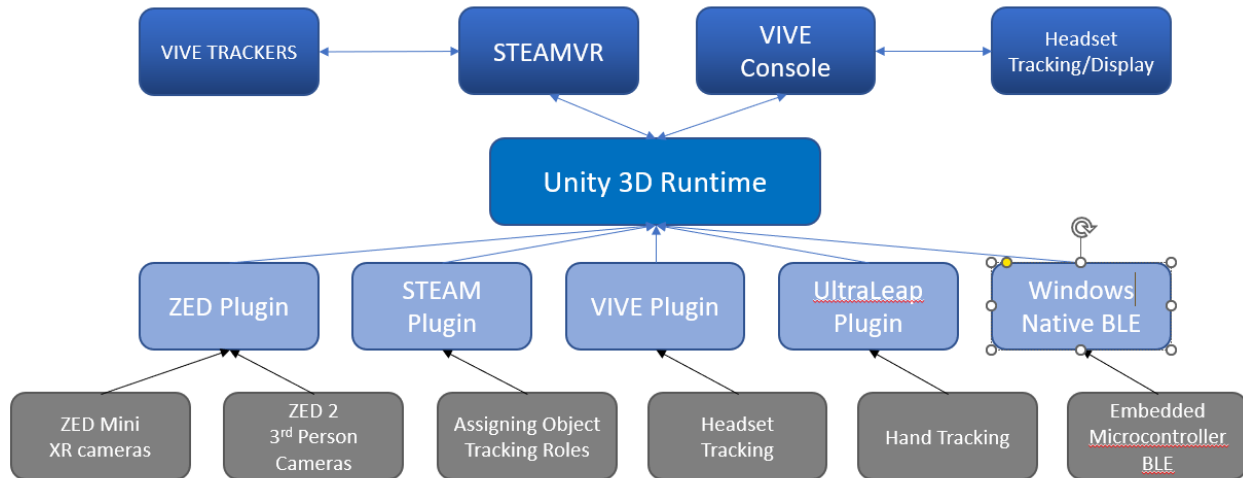 VIVE TRACKERS
STEAMVR
VIVE
Console
Headset
Tracking/Display
Unity 3D Runtime
ZED Plugin
STEAM
Plugin
VIVE Plugin
UltraLeap
Plugin
Windows
Native BLE
ZED Mini
XR cameras
ZED 2
3rd Person
Cameras
Assigning Object
Tracking Roles
Headset
Tracking
Hand Tracking
Embedded
Microcontroller
BLE